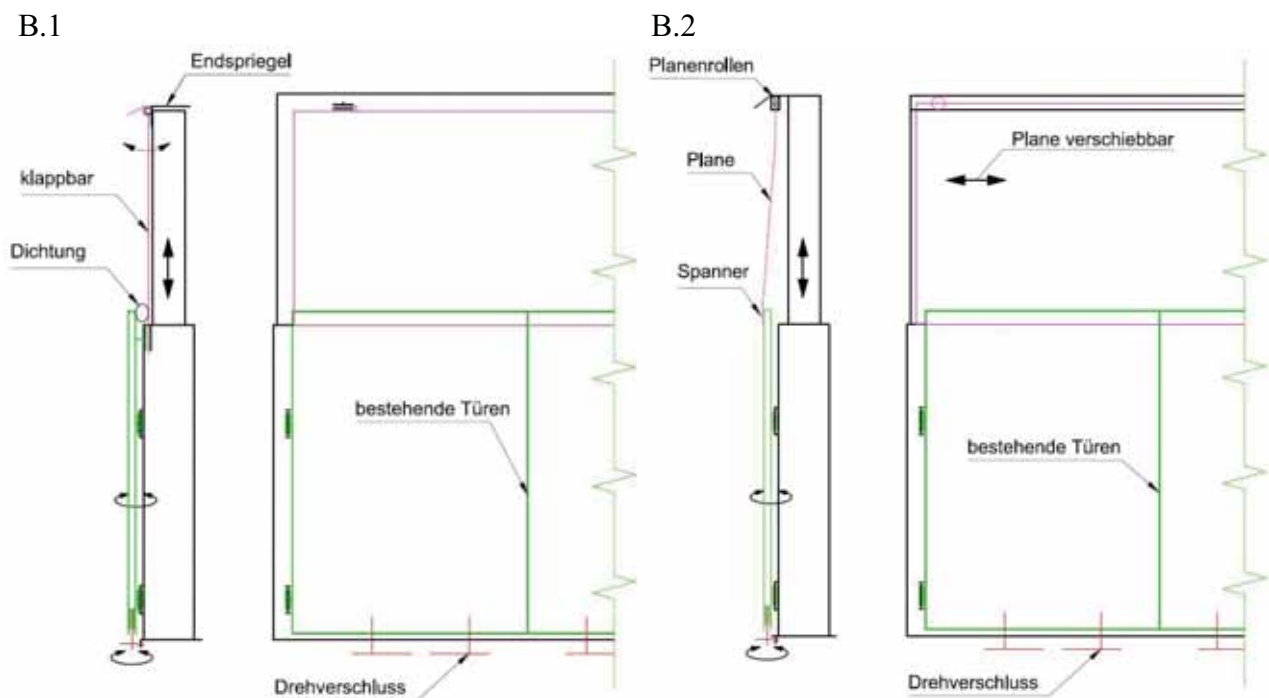 B.1
Endspriegel
klappbar
Dichtung
bestehende Türen
Drehverschluss
B.2
Planenrollen
Plane verschiebbar
Plane
Spanner
bestehende Türen
Drehverschluss